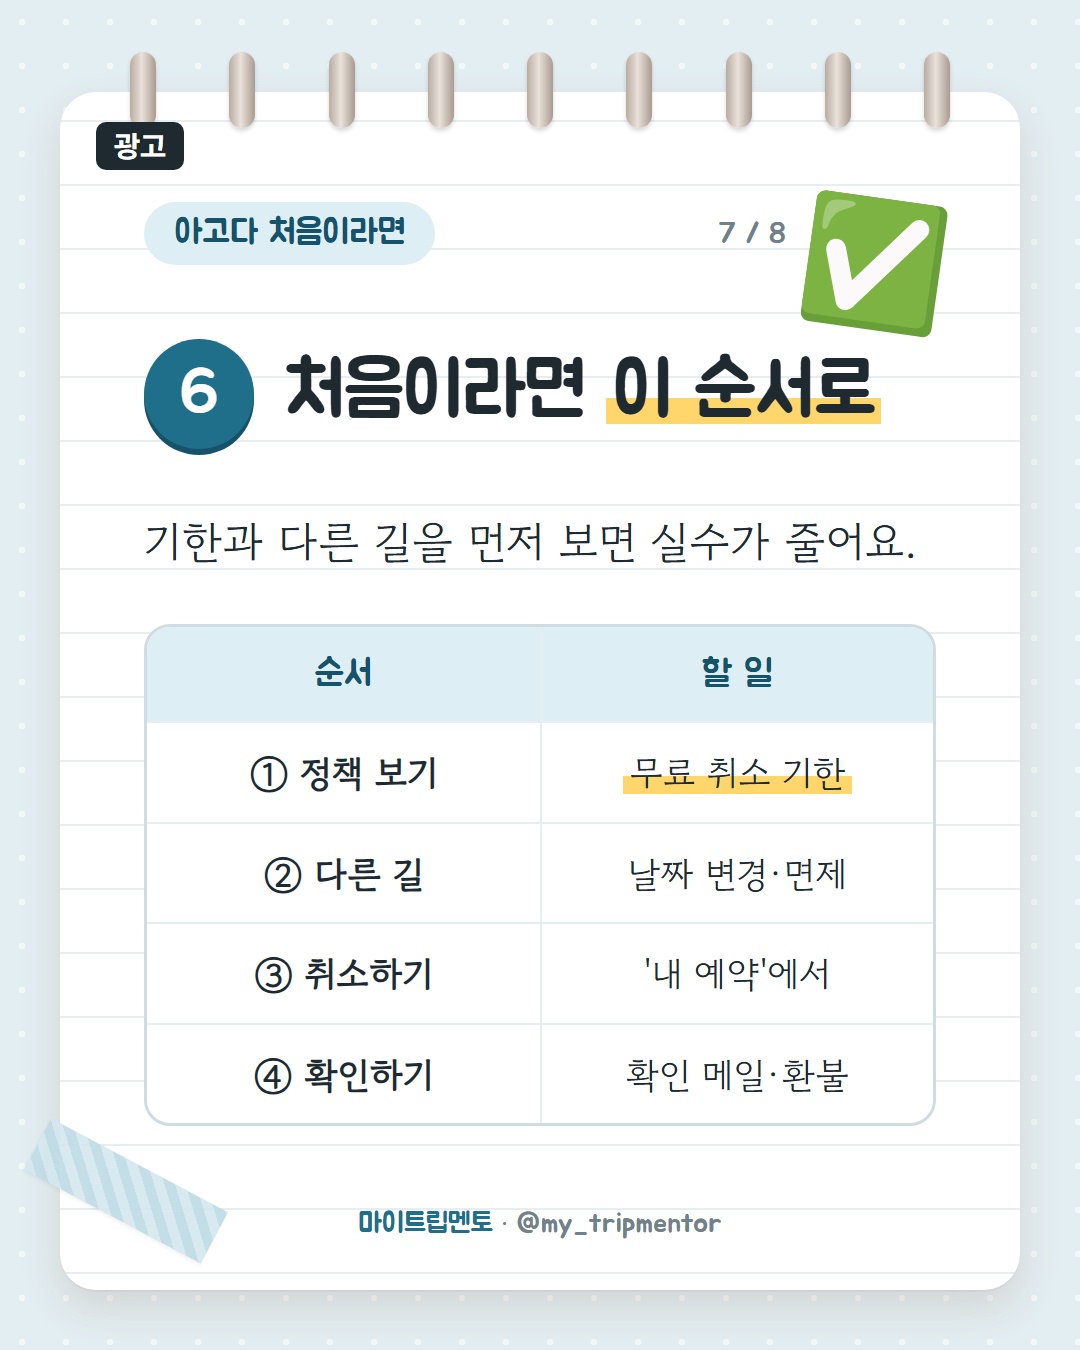 광고
아고다 처음이라면
7 / 8
6 처음이라면 이 순서로
기한과 다른 길을 먼저 보면 실수가 줄어요.
순서 할 일
① 정책 보기 무료 취소 기한
② 다른 길 날짜 변경·면제
③ 취소하기 '내 예약'에서
④ 확인하기 확인 메일·환불
마이트립멘토 · @my_tripmentor